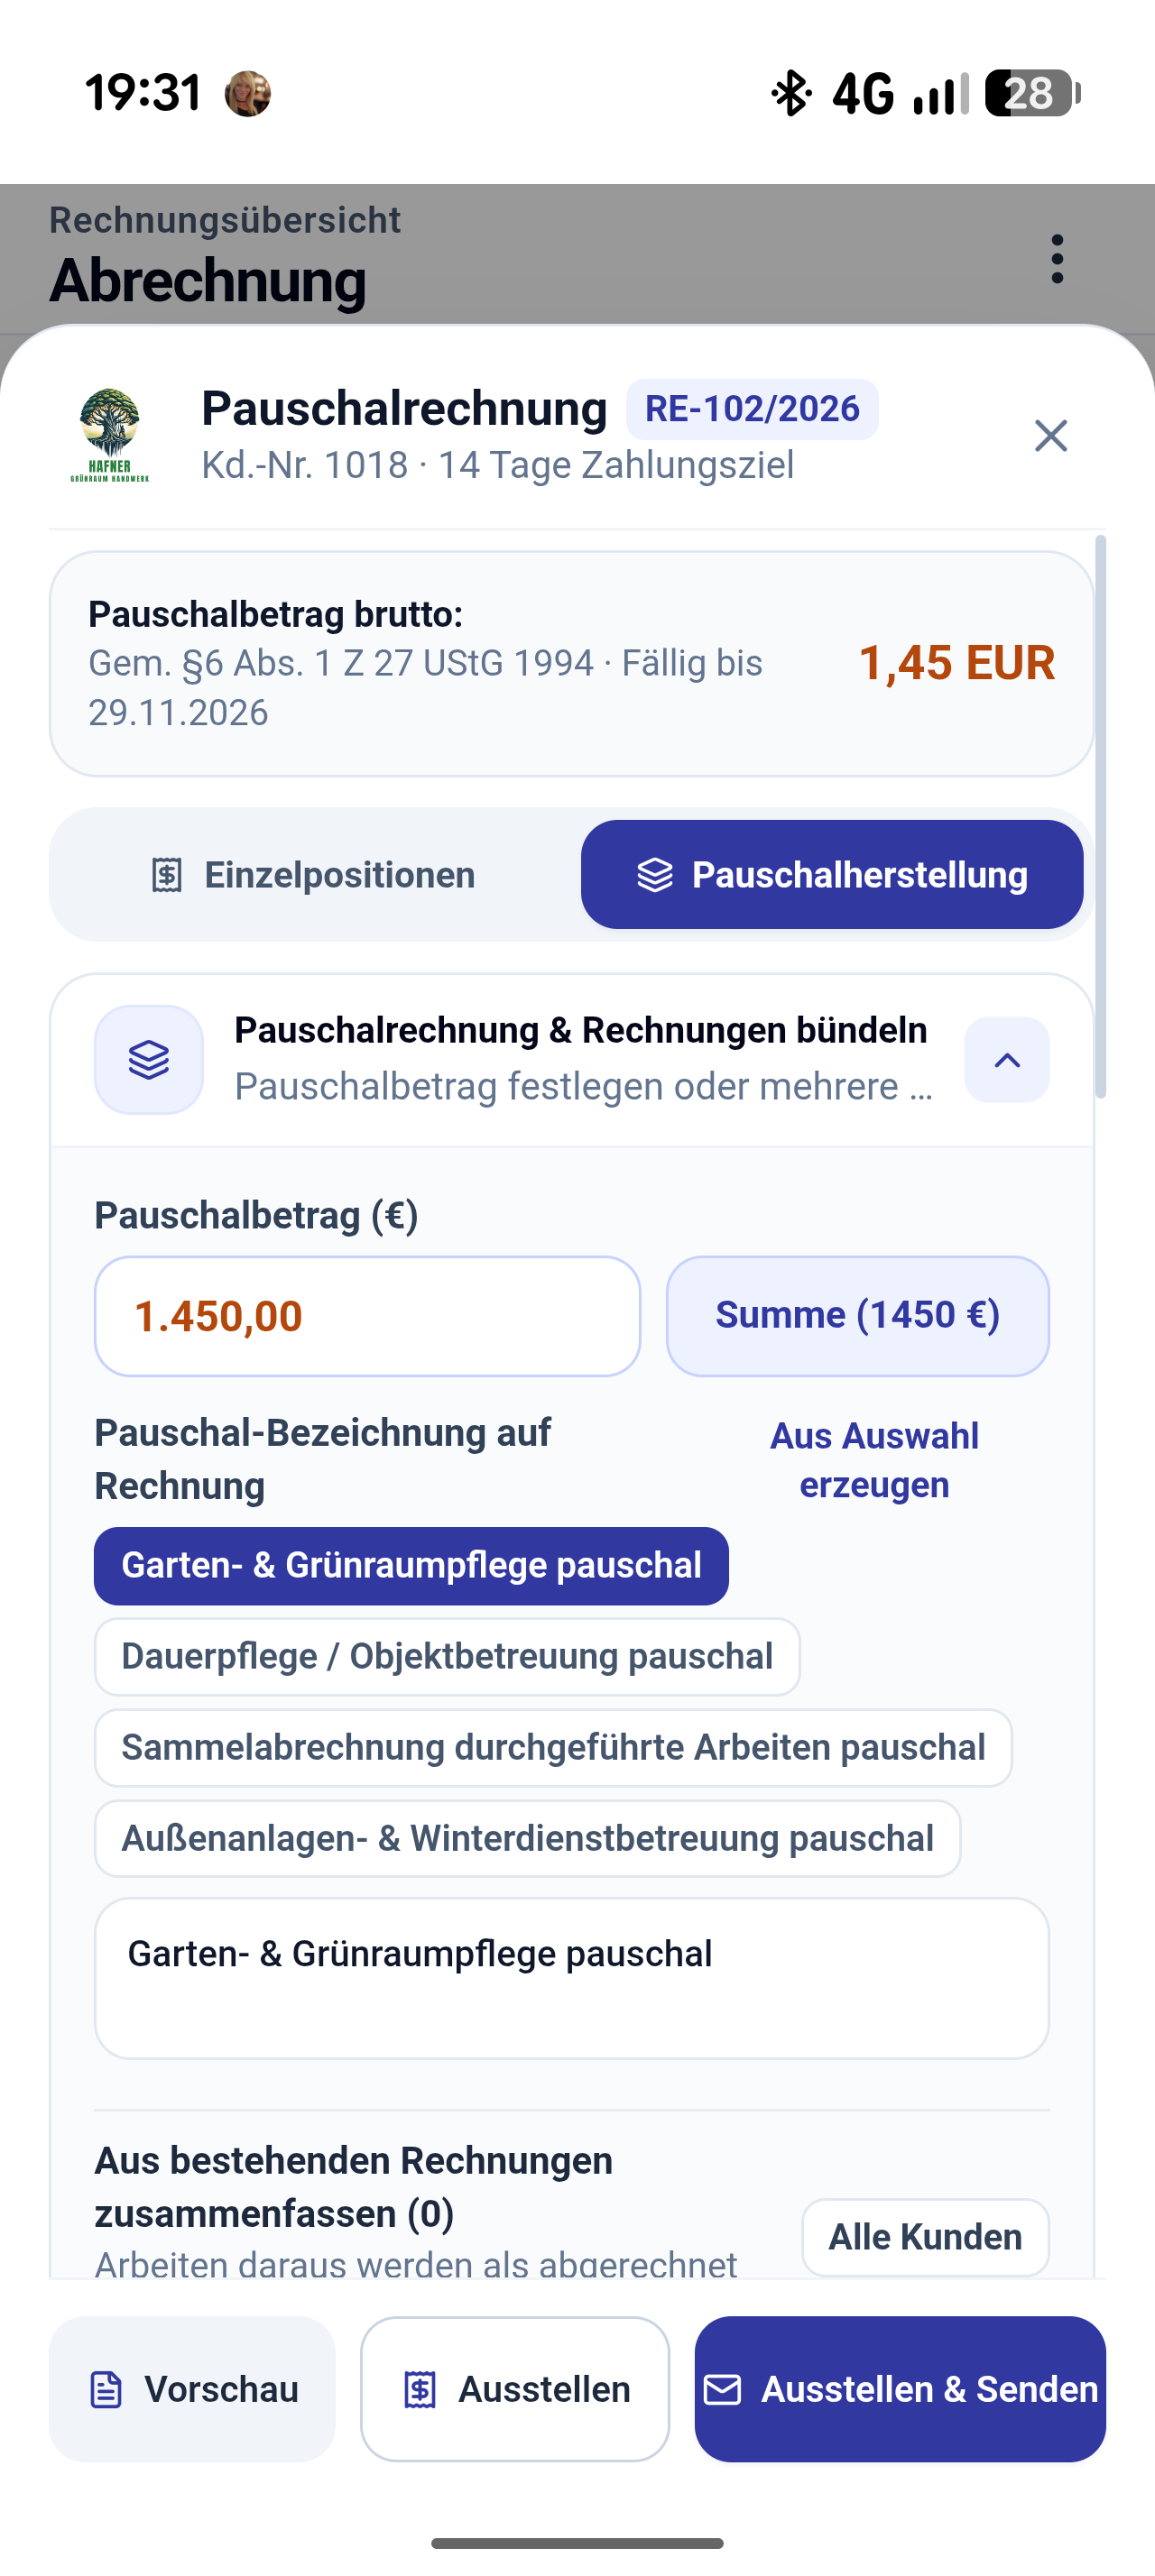 19:31
4G
28
Rechnungsübersicht
Abrechnung
HAFNER
GRÜNRAUM HANDWERK
Pauschalrechnung RE-102/2026
Kd.-Nr. 1018 · 14 Tage Zahlungsziel
Pauschalbetrag brutto:
Gem. §6 Abs. 1 Z 27 UStG 1994 · Fällig bis
29.11.2026
1,45 EUR
Einzelpositionen
Pauschalherstellung
Pauschalrechnung & Rechnungen bündeln
Pauschalbetrag festlegen oder mehrere ...
Pauschalbetrag (€)
1.450,00
Summe (1450 €)
Pauschal-Bezeichnung auf
Rechnung
Aus Auswahl
erzeugen
Garten- & Grünraumpflege pauschal
Dauerpflege / Objektbetreuung pauschal
Sammelabrechnung durchgeführte Arbeiten pauschal
Außenanlagen- & Winterdienstbetreuung pauschal
Garten- & Grünraumpflege pauschal
Aus bestehenden Rechnungen
zusammenfassen (0)
Alle Kunden
Arbeiten daraus werden als abgerechnet
Vorschau
Ausstellen
Ausstellen & Senden